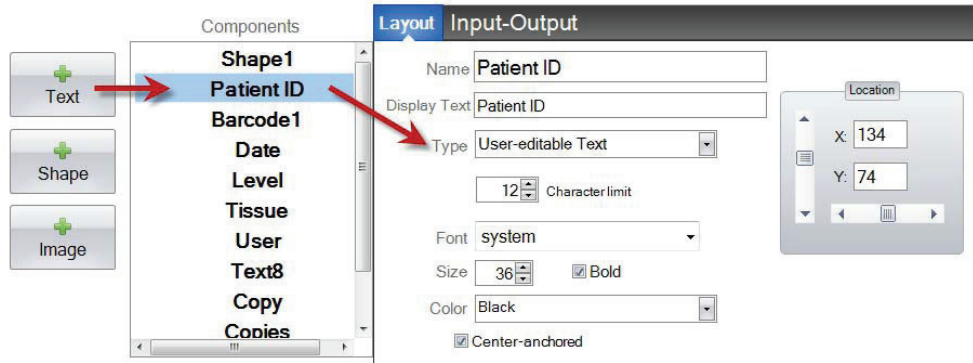 Components
Text
Shape
Image
Shape1
Patient ID
Barcode1
Date
Level
Tissue
User
Text8
Copy
Copies
Layout Input-Output
Name Patient ID
Display Text Patient ID
Type User-editable Text
12 Character limit
Font system
Size 36 Bold
Color Black
Center-anchored
Location
X: 134
Y: 74